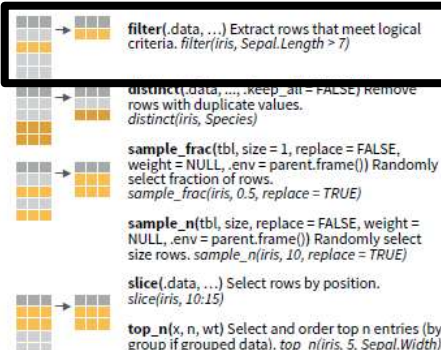 filter(.data, …) Extract rows that meet logical
criteria. filter(iris, Sepal.Length > 7)
distinct(.data, ..., .keep_all = FALSE) Remove
rows with duplicate values.
distinct(iris, Species)
sample_frac(tbl, size = 1, replace = FALSE,
weight = NULL, .env = parent.frame()) Randomly
select fraction of rows.
sample_frac(iris, 0.5, replace = TRUE)
sample_n(tbl, size, replace = FALSE, weight =
NULL, .env = parent.frame()) Randomly select
size rows. sample_n(iris, 10, replace = TRUE)
slice(.data, …) Select rows by position.
slice(iris, 10:15)
top_n(x, n, wt) Select and order top n entries (by
group if grouped data). top_n(iris, 5, Sepal.Width)